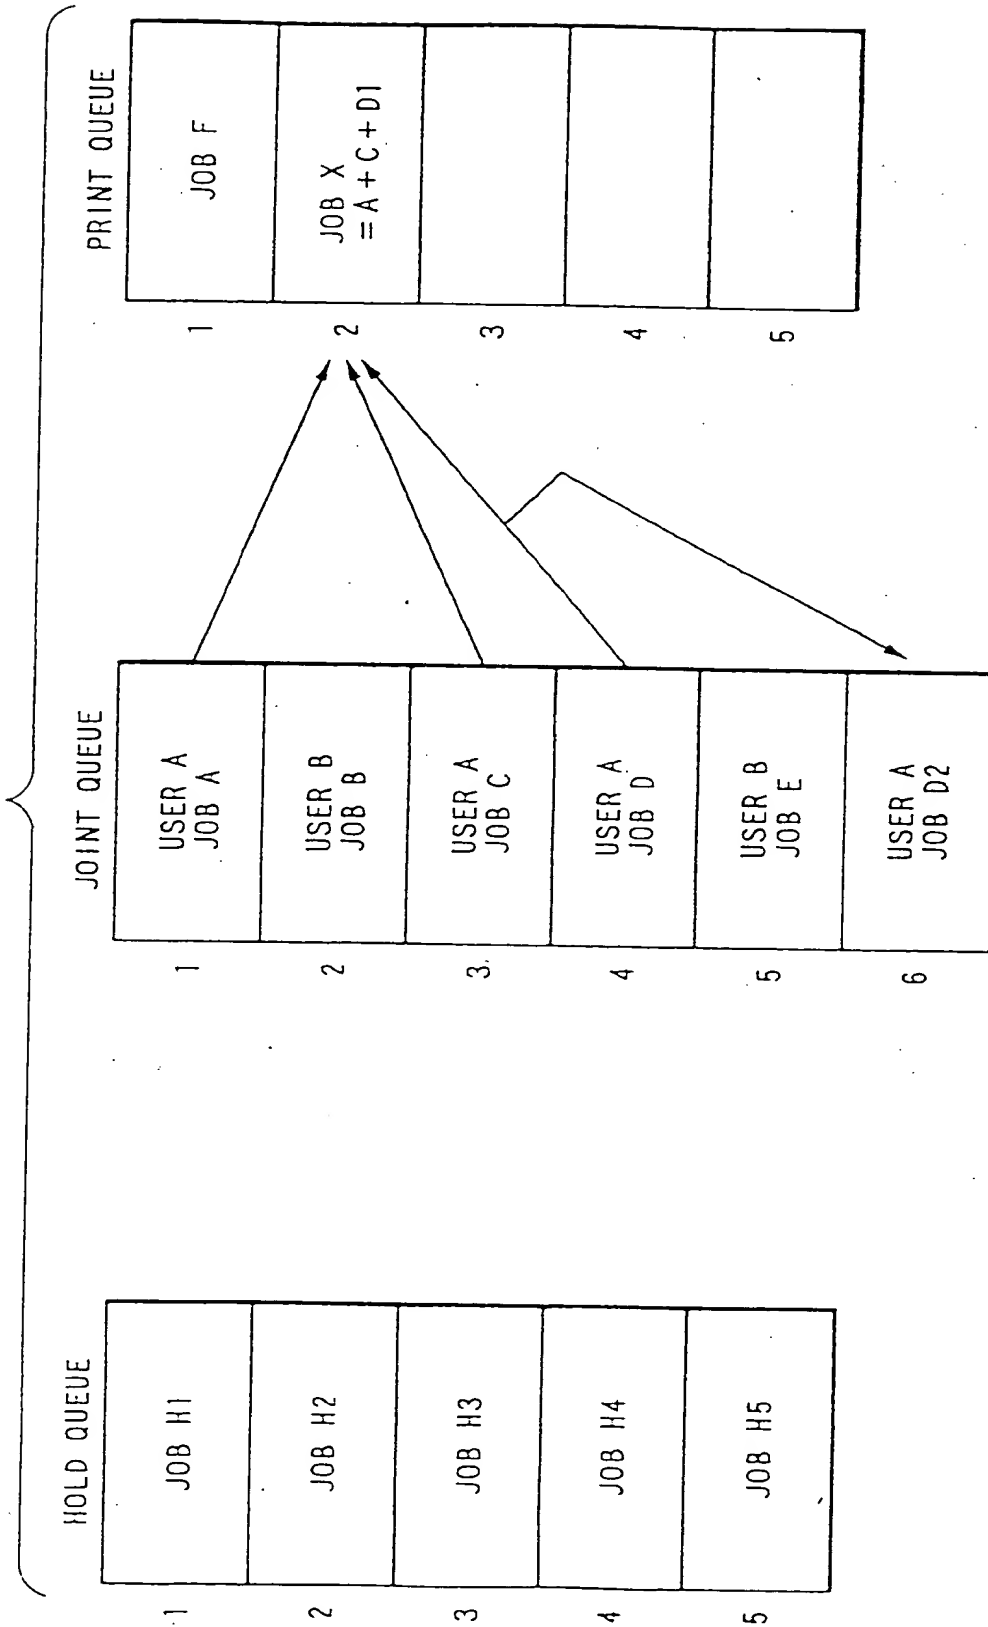 HOLD QUEUE
1
JOB H1
2
JOB H2
3
JOB H3
4
JOB H4
5
JOB H5
JOINT QUEUE
1
USER A
JOB A
2
USER B
JOB B
3
USER A
JOB C
4
USER A
JOB D
5
USER B
JOB E
6
USER A
JOB D2
PRINT QUEUE
1
JOB F
2
JOB X
= A + C + D1
3
4
5